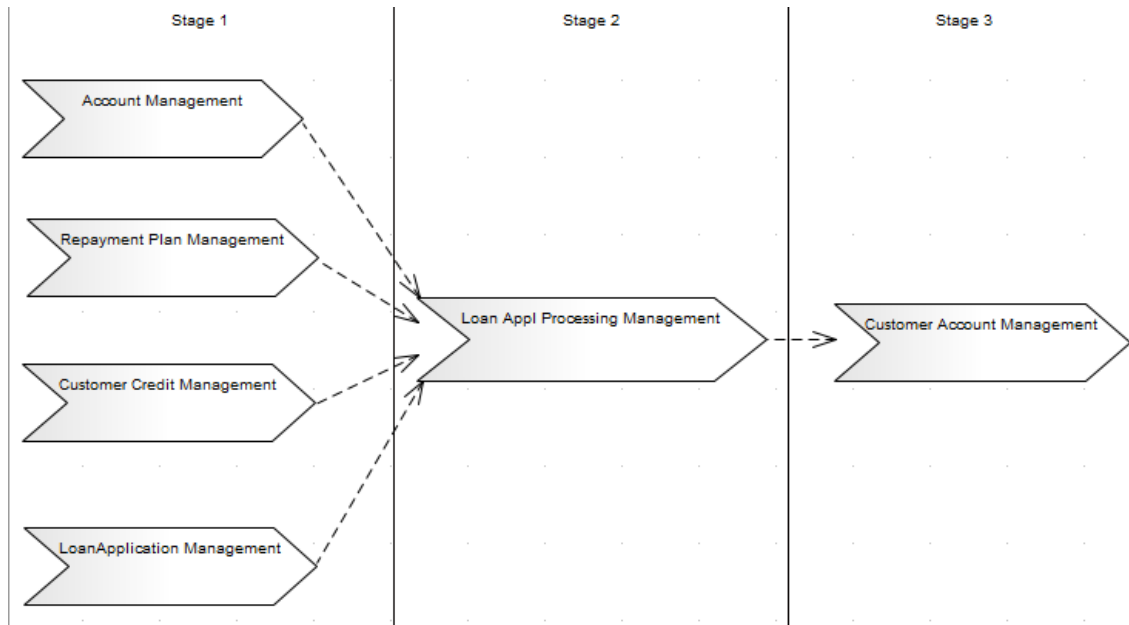 Stage 1
Stage 2
Stage 3
Account Management
Repayment Plan Management
Loan Appl Processing Management
Customer Account Management
Customer Credit Management
LoanApplication Management